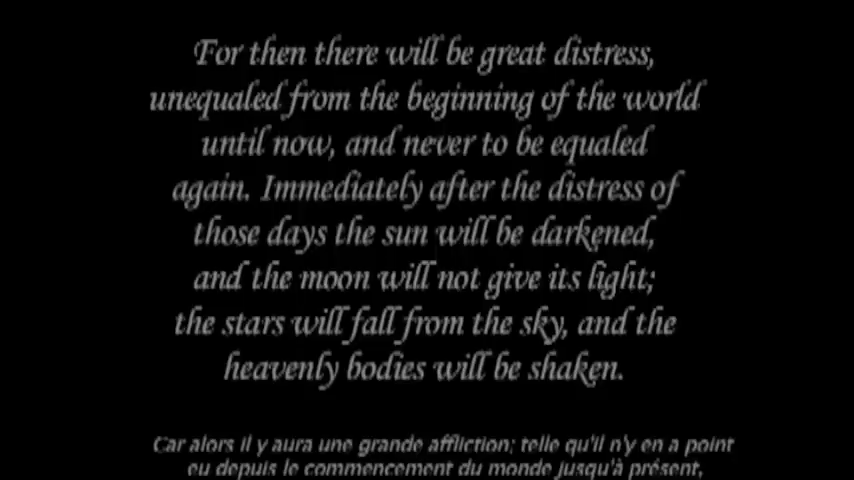 For then there will be great distress,
unequaled from the beginning of the world
until now, and never to be equaled
again. Immediately after the distress of
those days the sun will be darkened,
and the moon will not give its light;
the stars will fall from the sky, and the
heavenly bodies will be shaken.
Car alors il y aura une grande affliction; telle qu'il n'y en a point
eu depuis le commencement du monde jusqu'à présent,